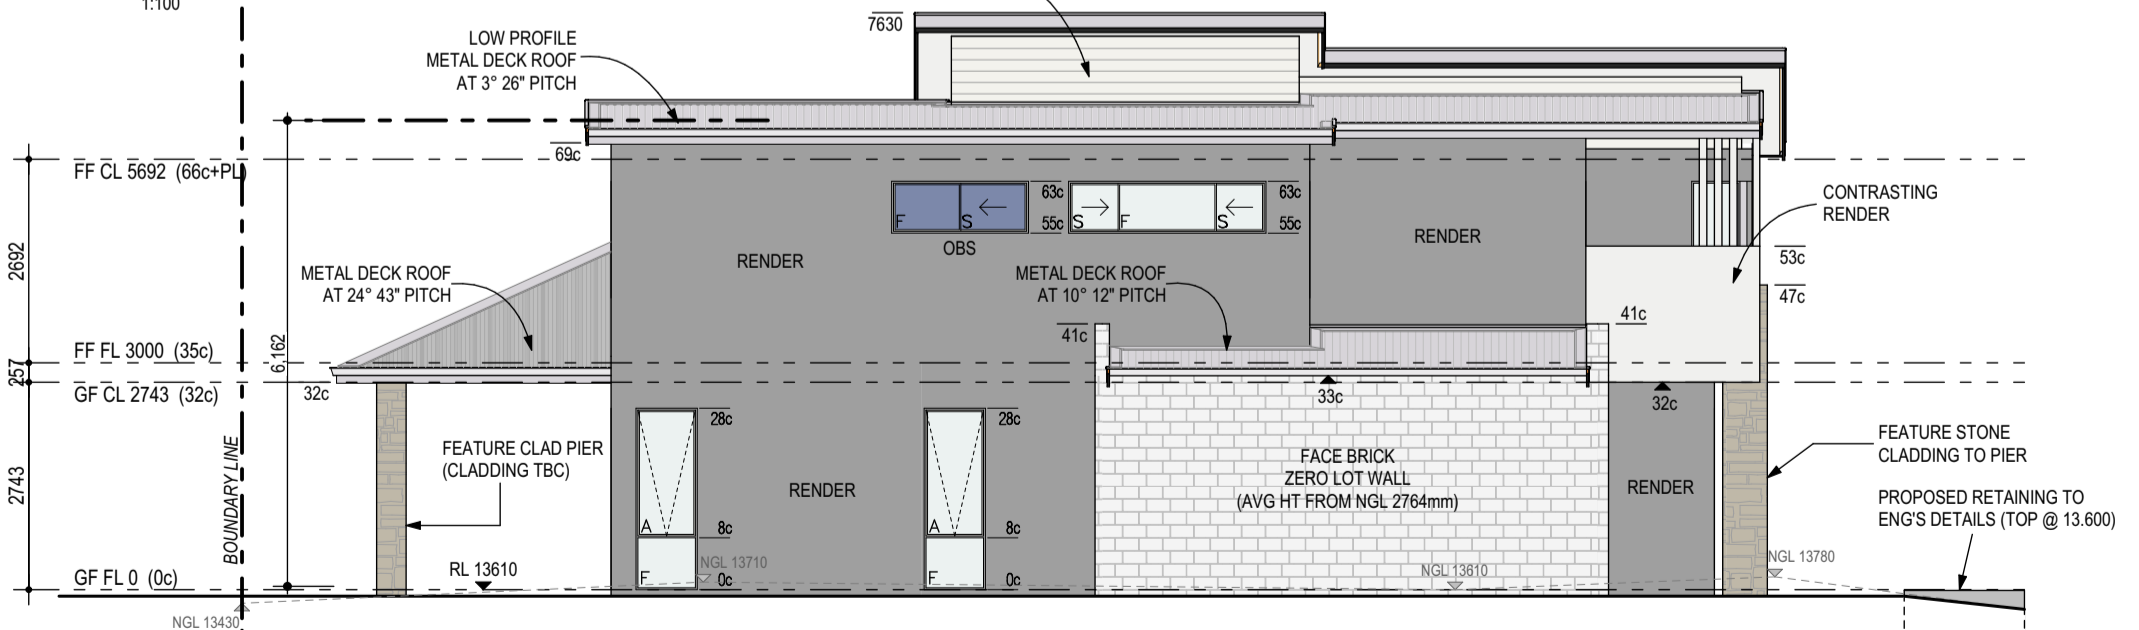 1:100
7630
LOW PROFILE
METAL DECK ROOF
AT 3° 26" PITCH
69c
FF CL 5692 (66c+PL)
63c
55c
63c
55c
F
S
S
F
S
OBS
CONTRASTING
RENDER
RENDER
RENDER
2692
METAL DECK ROOF
AT 24° 43" PITCH
METAL DECK ROOF
AT 10° 12" PITCH
53c
47c
41c
41c
6,162
FF FL 3000 (35c)
257
GF CL 2743 (32c)
32c
33c
32c
28c
28c
BOUNDARY LINE
FEATURE CLAD PIER
(CLADDING TBC)
FEATURE STONE
CLADDING TO PIER
FACE BRICK
ZERO LOT WALL
(AVG HT FROM NGL 2764mm)
2743
RENDER
RENDER
PROPOSED RETAINING TO
ENG'S DETAILS (TOP @ 13.600)
A
8c
A
8c
NGL 13710
NGL 13610
NGL 13780
GF FL 0 (0c)
RL 13610
F
0c
F
0c
NGL 13430